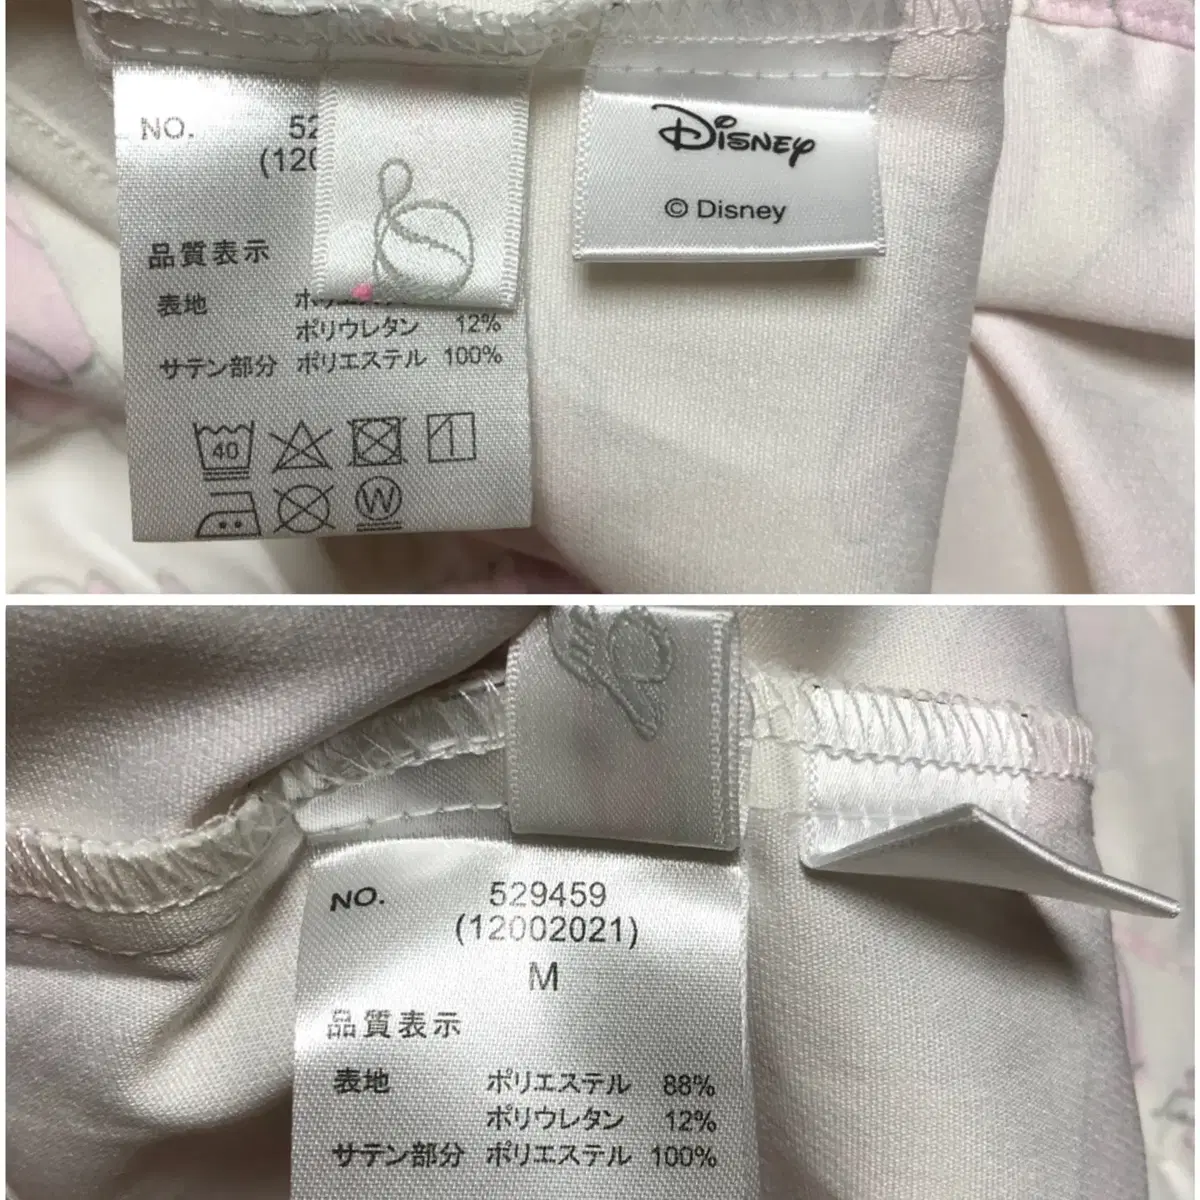 NO. 52
(120
Disney
© Disney
品質表示
表地
ポリウレタン 12%
サテン部分 ポリエステル 100%
40
W
NO. 529459
(12002021)
M
品質表示
表地 ポリエステル 88%
ポリウレタン 12%
サテン部分 ポリエステル 100%